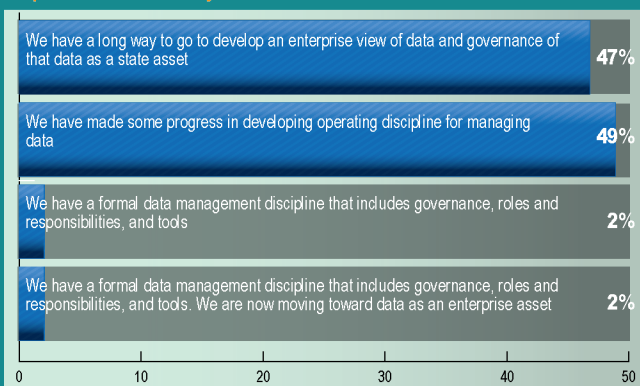 We have a long way to go to develop an enterprise view of data and governance of
that data as a state asset
47%
We have made some progress in developing operating discipline for managing
data
49%
We have a formal data management discipline that includes governance, roles and
responsibilities, and tools
2%
We have a formal data management discipline that includes governance, roles and
responsibilities, and tools. We are now moving toward data as an enterprise asset
2%
0 10 20 30 40 50